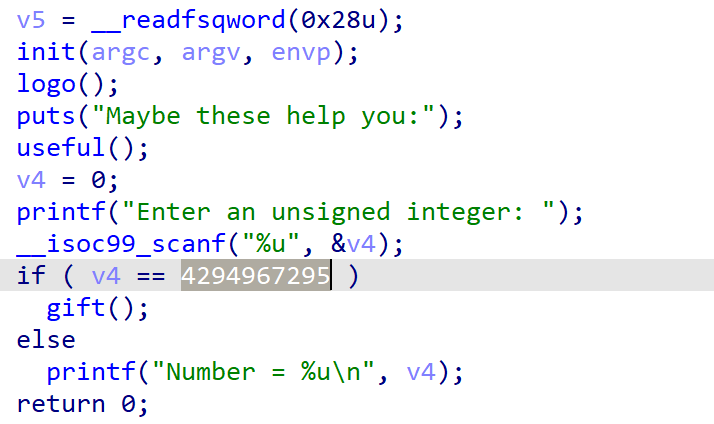 v5 = __readfsqword(0x28u);
init(argc, argv, envp);
logo();
puts("Maybe these help you:");
useful();
v4 = 0;
printf("Enter an unsigned integer: ");
__isoc99_scanf("%u", &v4);
if ( v4 == 4294967295 )
  gift();
else
  printf("Number = %u\n", v4);
return 0;